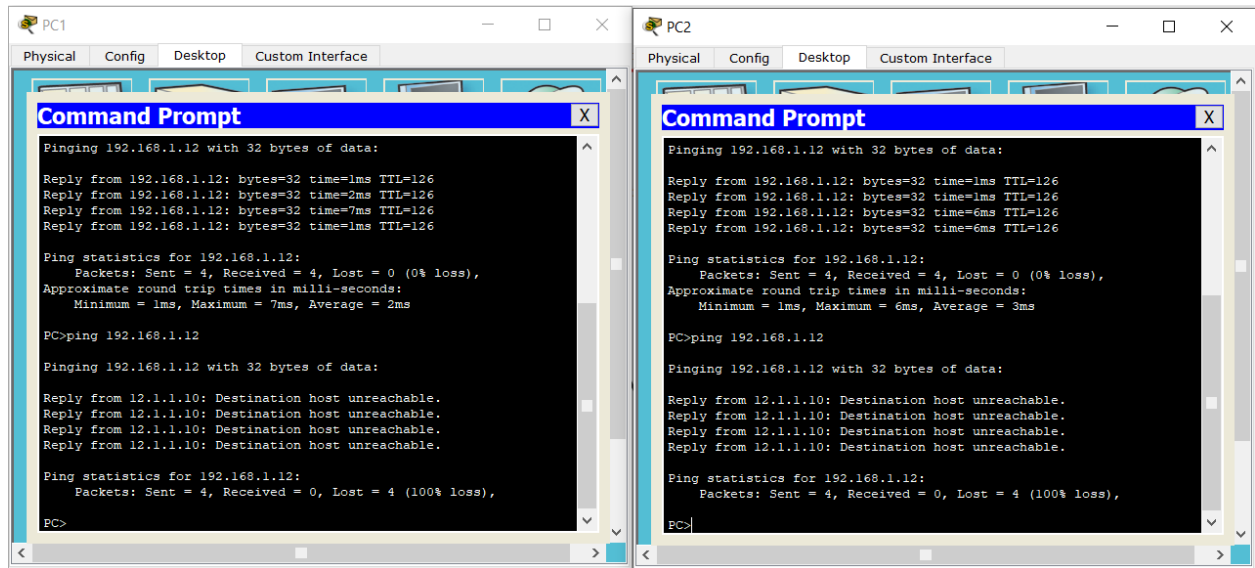 PC1
Physical Config Desktop Custom Interface
Command Prompt
X
Pinging 192.168.1.12 with 32 bytes of data:
Reply from 192.168.1.12: bytes=32 time=1ms TTL=126
Reply from 192.168.1.12: bytes=32 time=2ms TTL=126
Reply from 192.168.1.12: bytes=32 time=7ms TTL=126
Reply from 192.168.1.12: bytes=32 time=1ms TTL=126
Ping statistics for 192.168.1.12:
Packets: Sent = 4, Received = 4, Lost = 0 (0% loss),
Approximate round trip times in milli-seconds:
Minimum = 1ms, Maximum = 7ms, Average = 2ms
PC>ping 192.168.1.12
Pinging 192.168.1.12 with 32 bytes of data:
Reply from 12.1.1.10: Destination host unreachable.
Reply from 12.1.1.10: Destination host unreachable.
Reply from 12.1.1.10: Destination host unreachable.
Reply from 12.1.1.10: Destination host unreachable.
Ping statistics for 192.168.1.12:
Packets: Sent = 4, Received = 0, Lost = 4 (100% loss),
PC>
PC2
Physical Config Desktop Custom Interface
Command Prompt
X
Pinging 192.168.1.12 with 32 bytes of data:
Reply from 192.168.1.12: bytes=32 time=1ms TTL=126
Reply from 192.168.1.12: bytes=32 time=1ms TTL=126
Reply from 192.168.1.12: bytes=32 time=6ms TTL=126
Reply from 192.168.1.12: bytes=32 time=6ms TTL=126
Ping statistics for 192.168.1.12:
Packets: Sent = 4, Received = 4, Lost = 0 (0% loss),
Approximate round trip times in milli-seconds:
Minimum = 1ms, Maximum = 6ms, Average = 3ms
PC>ping 192.168.1.12
Pinging 192.168.1.12 with 32 bytes of data:
Reply from 12.1.1.10: Destination host unreachable.
Reply from 12.1.1.10: Destination host unreachable.
Reply from 12.1.1.10: Destination host unreachable.
Reply from 12.1.1.10: Destination host unreachable.
Ping statistics for 192.168.1.12:
Packets: Sent = 4, Received = 0, Lost = 4 (100% loss),
PC>